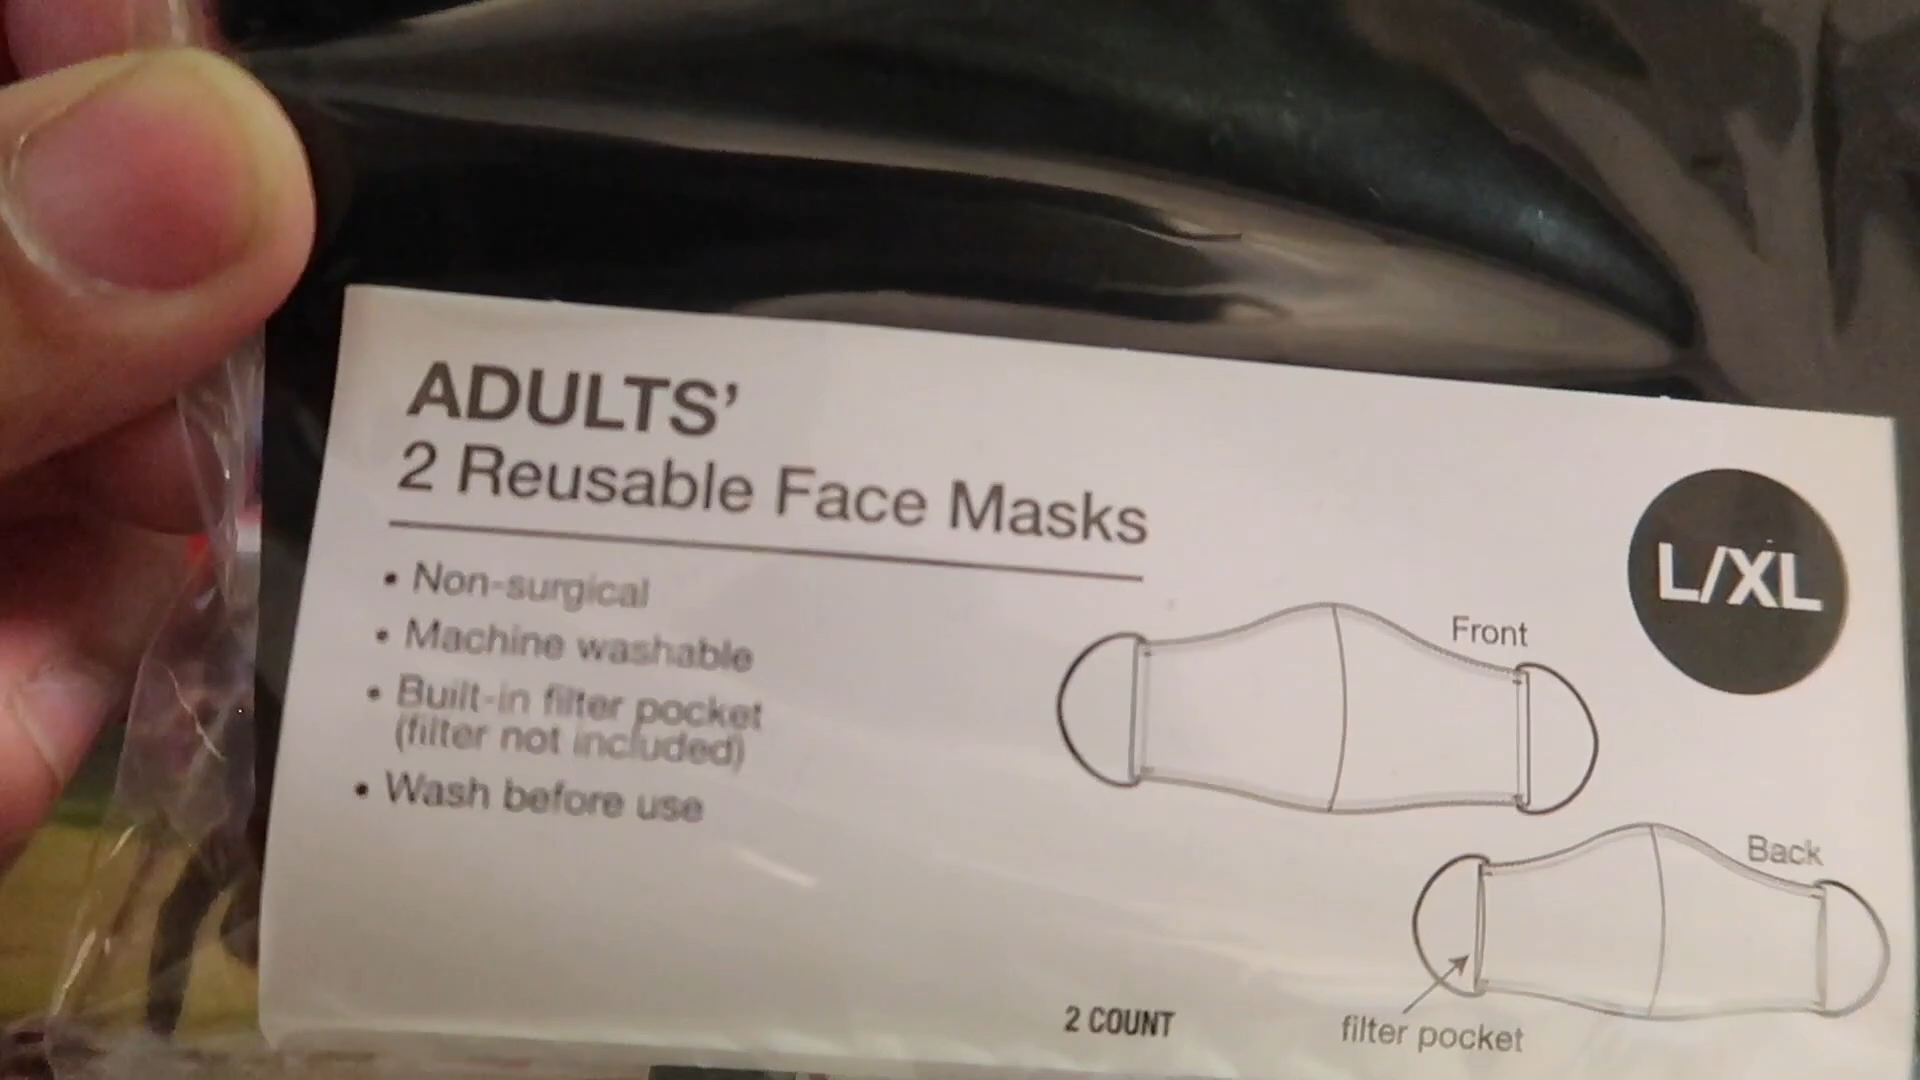 ADULTS’
2 Reusable Face Masks
• Non-surgical
• Machine washable
• Built-in filter pocket
(filter not included)
• Wash before use
L/XL
Front
Back
filter pocket
2 COUNT